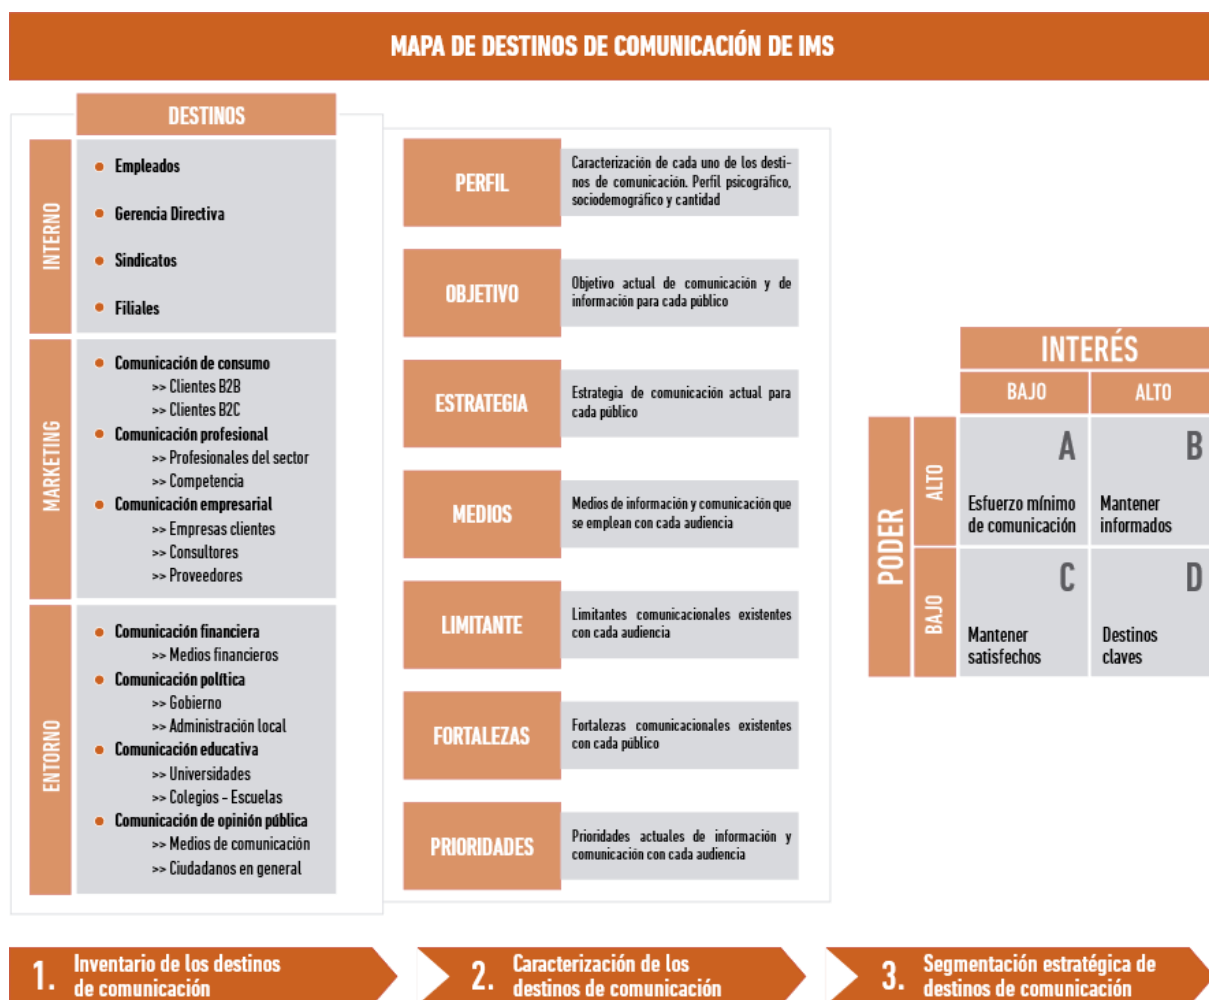 MAPA DE DESTINOS DE COMUNICACIÓN DE IMS
DESTINOS
INTERNO
• Empleados
• Gerencia Directiva
• Sindicatos
• Filiales
MARKETING
• Comunicación de consumo
>> Clientes B2B
>> Clientes B2C
• Comunicación profesional
>> Profesionales del sector
>> Competencia
• Comunicación empresarial
>> Empresas clientes
>> Consultores
>> Proveedores
ENTORNO
• Comunicación financiera
>> Medios financieros
• Comunicación política
>> Gobierno
>> Administración local
• Comunicación educativa
>> Universidades
>> Colegios - Escuelas
• Comunicación de opinión pública
>> Medios de comunicación
>> Ciudadanos en general
PERFIL
Caracterización de cada uno de los desti-
nos de comunicación. Perfil psicográfico,
sociodemográfico y cantidad
OBJETIVO
Objetivo actual de comunicación y de
información para cada público
ESTRATEGIA
Estrategia de comunicación actual para
cada público
MEDIOS
Medios de información y comunicación que
se emplean con cada audiencia
LIMITANTE
Limitantes comunicacionales existentes
con cada audiencia
FORTALEZAS
Fortalezas comunicacionales existentes
con cada público
PRIORIDADES
Prioridades actuales de información y
comunicación con cada audiencia
INTERÉS
BAJO
ALTO
PODER
ALTO
A
Esfuerzo mínimo
de comunicación
B
Mantener
informados
BAJO
C
Mantener
satisfechos
D
Destinos
claves
1. Inventario de los destinos
de comunicación
2. Caracterización de los
destinos de comunicación
3. Segmentación estratégica de
destinos de comunicación